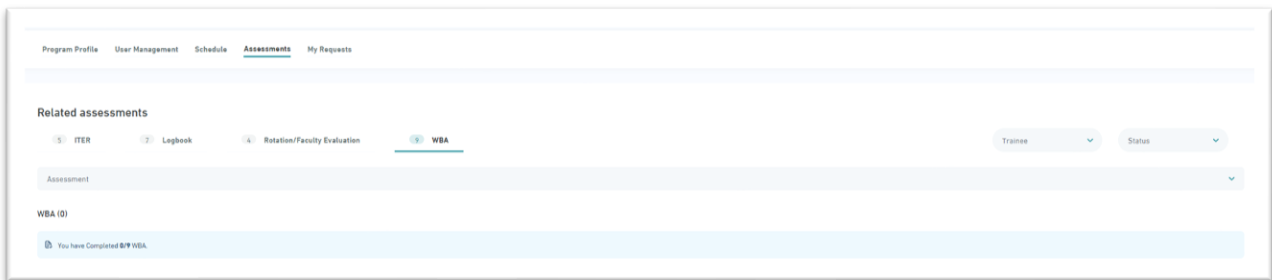 Program Profile User Management Schedule Assessments My Requests
Related assessments
5 ITER 7 Logbook 4 Rotation/Faculty Evaluation 9 WBA Trainee Status
Assessment
WBA (0)
You have Completed 0/9 WBA.